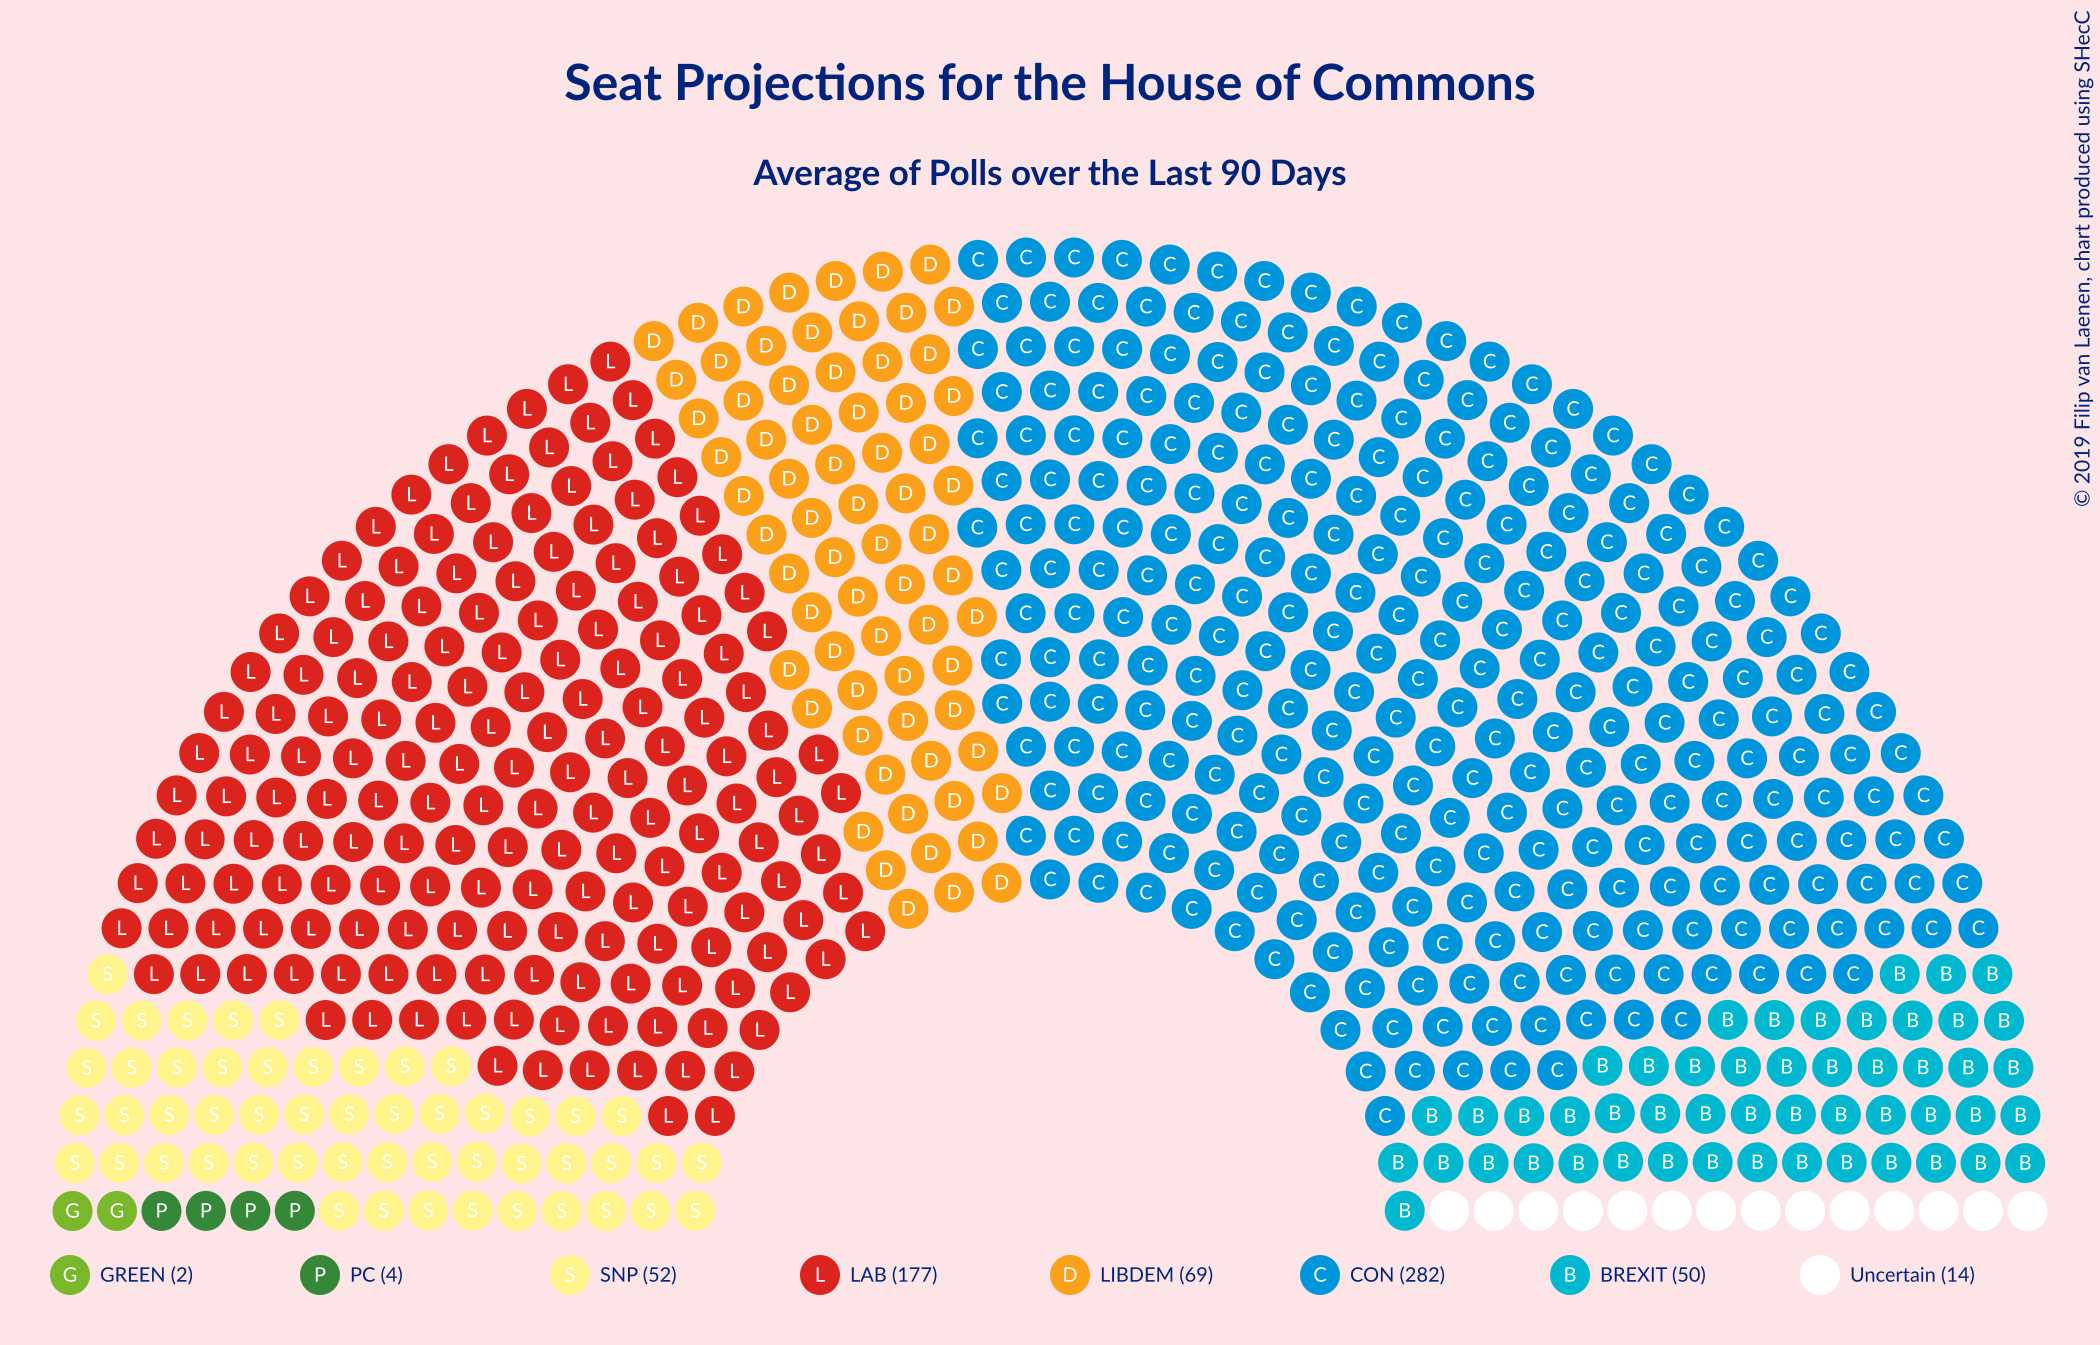 Seat Projections for the House of Commons
Average of Polls over the Last 90 Days
© 2019 Filip van Laenen, chart produced using SHecC
G GREEN (2)
P PC (4)
S SNP (52)
L LAB (177)
D LIBDEM (69)
C CON (282)
B BREXIT (50)
Uncertain (14)